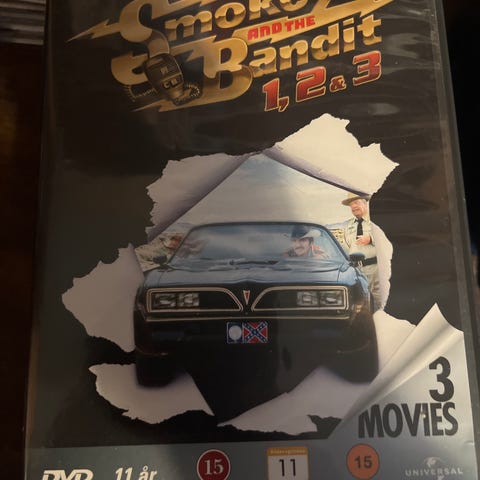 Smokey
AND THE
Bandit
1, 2 & 3
3
MOVIES
DVD
11 år
15
11
15
UNIVERSAL